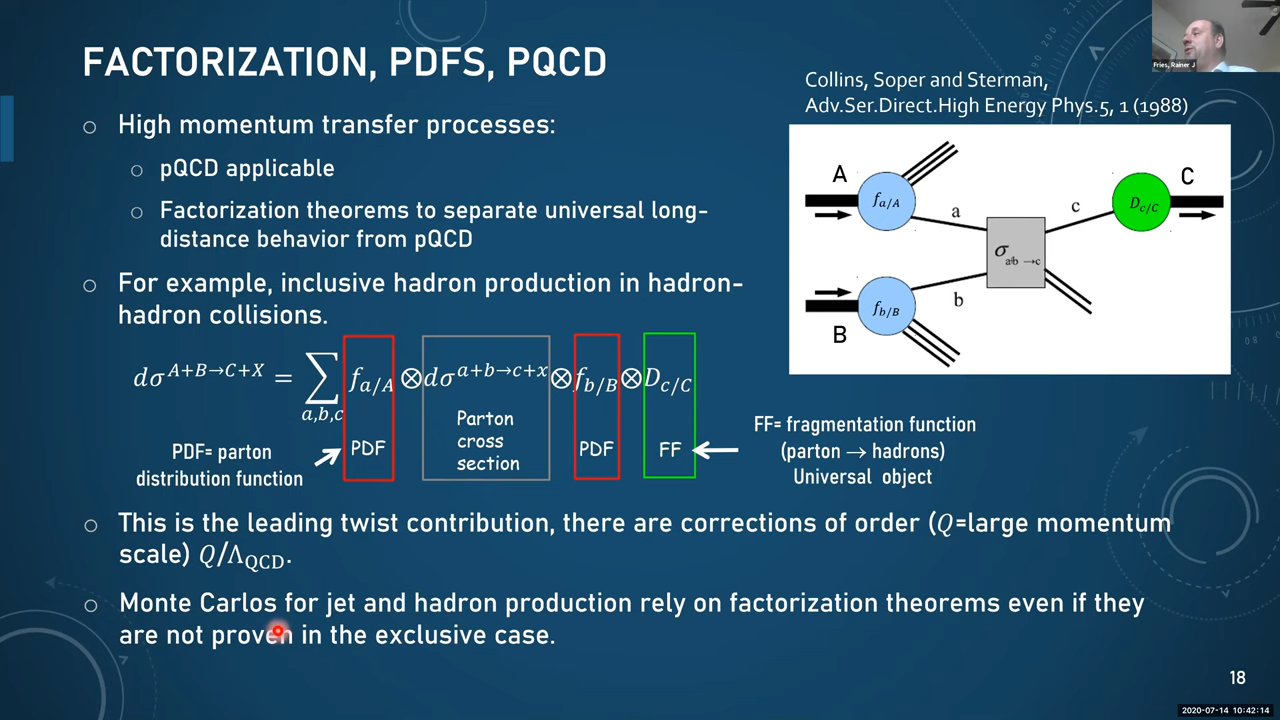 FACTORIZATION, PDFS, PQCD
Fries, Rainer J
Collins, Soper and Sterman,
Adv.Ser.Direct.High Energy Phys.5, 1 (1988)
○ High momentum transfer processes:
○ pQCD applicable
○ Factorization theorems to separate universal long-
distance behavior from pQCD
○ For example, inclusive hadron production in hadron-
hadron collisions.
A
f_{a/A}
a
B
f_{b/B}
b
σ_{ab→c}
c
D_{c/C}
C
dσ^{A+B→C+X} = ∑_{a,b,c} f_{a/A} ⊗ dσ^{a+b→c+x} ⊗ f_{b/B} ⊗ D_{c/C}
PDF
Parton
cross
section
PDF
FF
PDF= parton
distribution function
FF= fragmentation function
(parton → hadrons)
Universal object
○ This is the leading twist contribution, there are corrections of order (Q=large momentum
scale) Q/Λ_{QCD}.
○ Monte Carlos for jet and hadron production rely on factorization theorems even if they
are not proven in the exclusive case.
18
2020-07-14 10:42:14